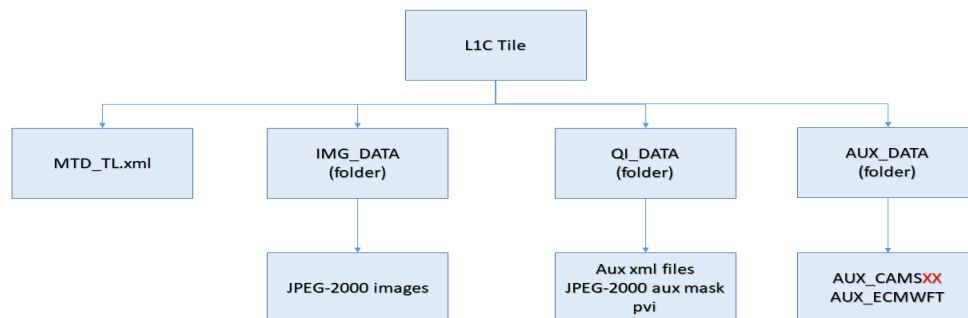 L1C Tile
MTD_TL.xml
IMG_DATA
(folder)
QI_DATA
(folder)
AUX_DATA
(folder)
JPEG-2000 images
Aux xml files
JPEG-2000 aux mask
pvi
AUX_CAMSXX
AUX_ECMWFT